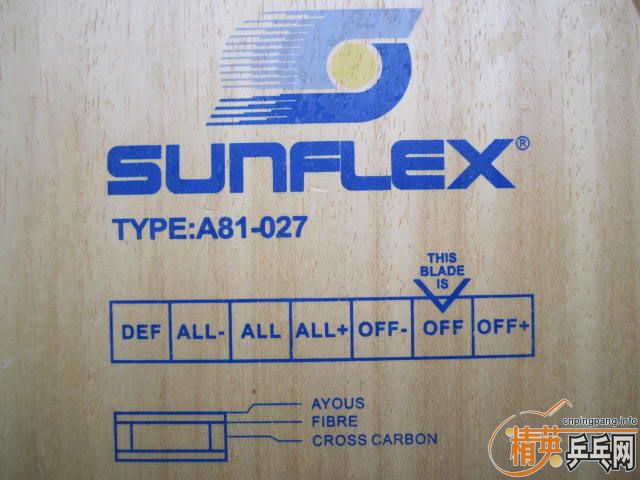 SUNFLEX®
TYPE:A81-027
THIS
BLADE
IS
DEF ALL- ALL ALL+ OFF- OFF OFF+
AYOUS
FIBRE
CROSS CARBON
cnpingpang.info
精英乒乓网